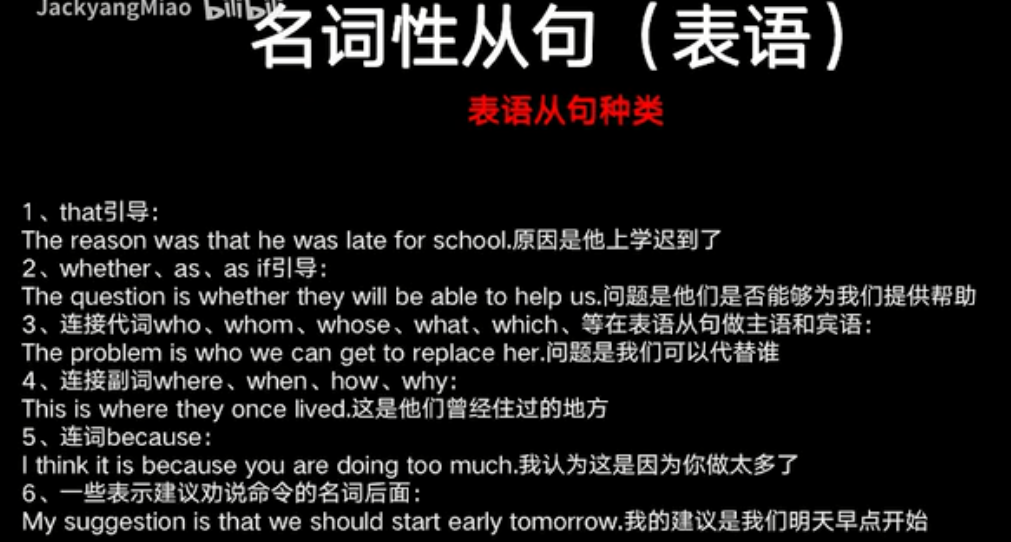 JackyangMiao bilibili
名词性从句（表语）
表语从句种类
1、that引导：
The reason was that he was late for school.原因是他上学迟到了
2、whether、as、as if引导：
The question is whether they will be able to help us.问题是他们是否能够为我们提供帮助
3、连接代词who、whom、whose、what、which、等在表语从句做主语和宾语：
The problem is who we can get to replace her.问题是我们可以代替谁
4、连接副词where、when、how、why：
This is where they once lived.这是他们曾经住过的地方
5、连词because：
I think it is because you are doing too much.我认为这是因为你做太多了
6、一些表示建议劝说命令的名词后面：
My suggestion is that we should start early tomorrow.我的建议是我们明天早点开始